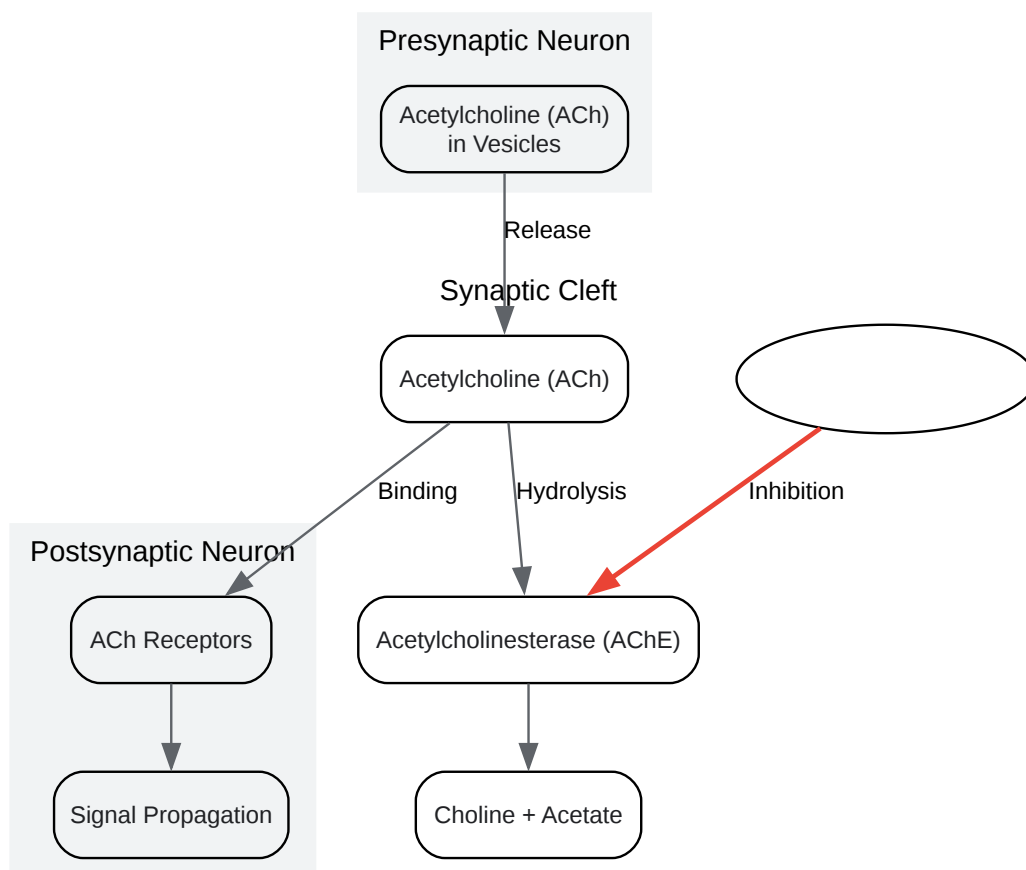 Presynaptic Neuron
Acetylcholine (ACh)
in Vesicles
Release
Synaptic Cleft
Acetylcholine (ACh)
Binding
Hydrolysis
Inhibition
Postsynaptic Neuron
ACh Receptors
Acetylcholinesterase (AChE)
Signal Propagation
Choline + Acetate